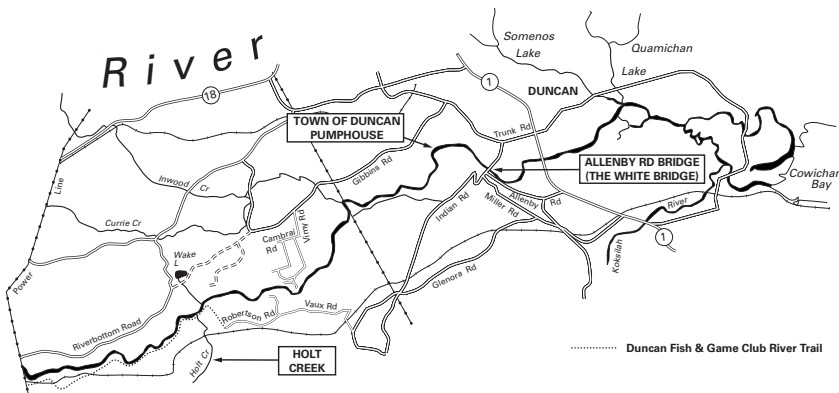 River
Somenos
Lake
Quamichan
Lake
18
1
DUNCAN
TOWN OF DUNCAN
PUMPHOUSE
Trunk Rd
ALLENBY RD BRIDGE
(THE WHITE BRIDGE)
Cowichan
Bay
Line
Inwood
Cr
Gibbins Rd
Indian Rd
Miller Rd
Allenby
Rd
River
Currie Cr
Vimy Rd
Cambrai
Rd
Wake
L
1
Koksilah
Power
Glenora Rd
Riverbottom Road
Robertson Rd
Vaux Rd
Holt Cr
HOLT
CREEK
Duncan Fish & Game Club River Trail